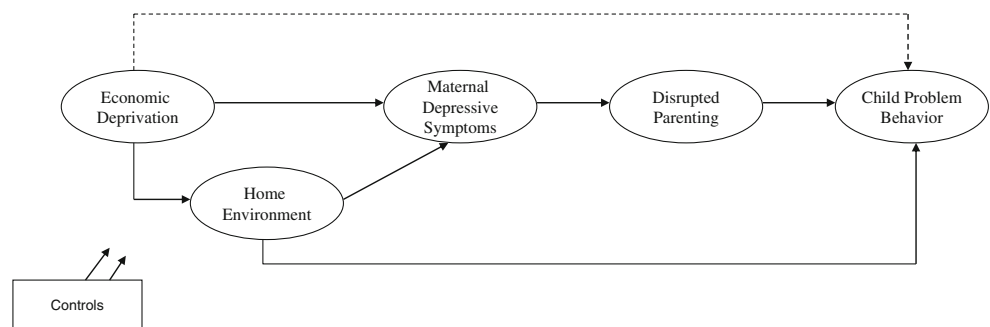 Economic
Deprivation
Maternal
Depressive
Symptoms
Disrupted
Parenting
Child Problem
Behavior
Home
Environment
Controls